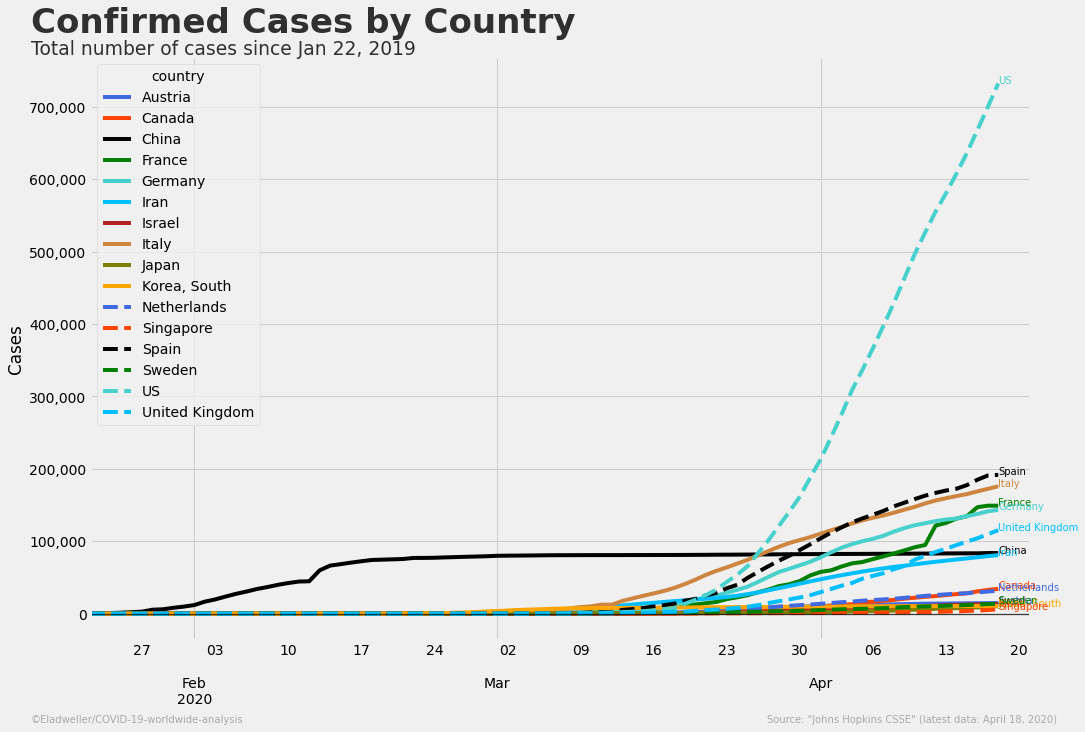 Confirmed Cases by Country
Total number of cases since Jan 22, 2019
country
Austria
Canada
China
France
Germany
Iran
Israel
Italy
Japan
Korea, South
Netherlands
Singapore
Spain
Sweden
US
United Kingdom
Cases
700,000
600,000
500,000
400,000
300,000
200,000
100,000
0
US
Spain
Italy
France
Germany
United Kingdom
China
Iran
Canada
Netherlands
Sweden
South
Singapore
27 03 10 17 24 02 09 16 23 30 06 13 20
Feb Mar Apr
2020
©Eladweller/COVID-19-worldwide-analysis
Source: "Johns Hopkins CSSE" (latest data: April 18, 2020)